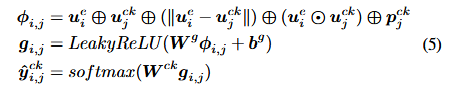 ϕ_{i,j} = u_i^e ⊕ u_j^{ck} ⊕ (‖u_i^e − u_j^{ck}‖) ⊕ (u_i^e ⊙ u_j^{ck}) ⊕ p_j^{ck}
g_{i,j} = LeakyReLU(W^g ϕ_{i,j} + b^g) (5)
ŷ_{i,j}^{ck} = softmax(W^{ck} g_{i,j})